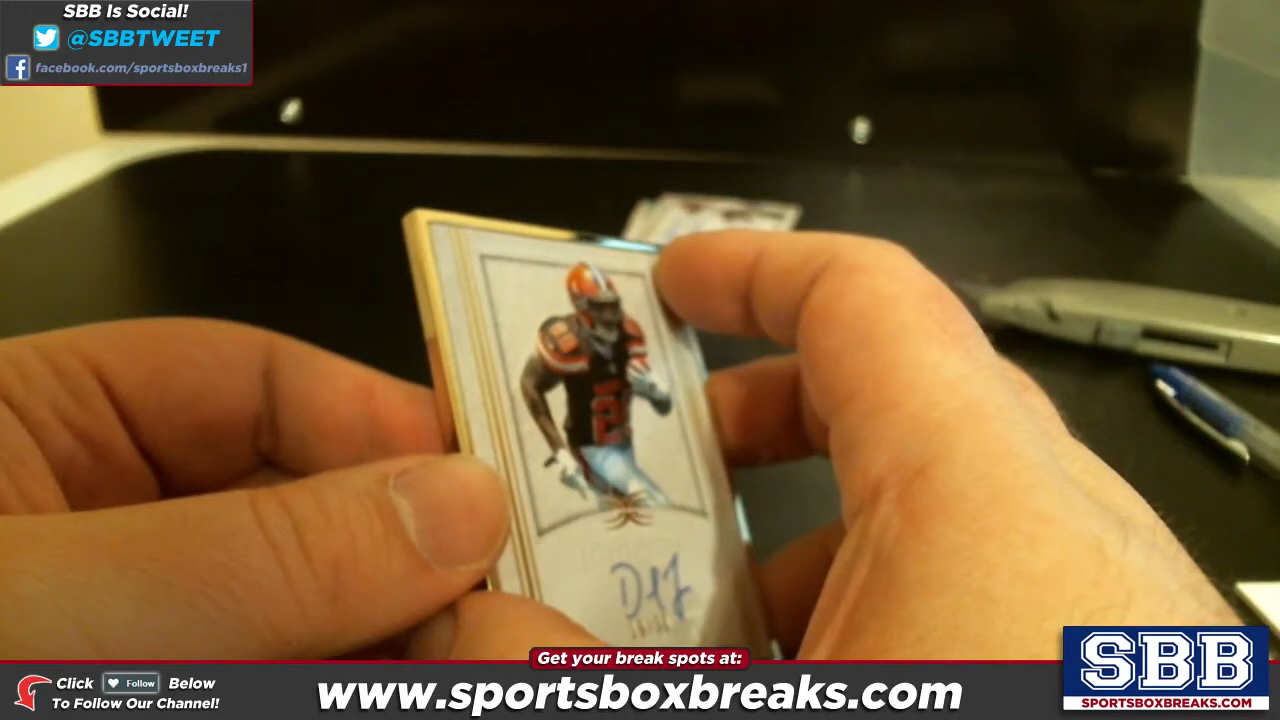 SBB Is Social!
@SBBTWEET
facebook.com/sportsboxbreaks1
Get your break spots at:
Click Follow Below
To Follow Our Channel!
www.sportsboxbreaks.com
SBB
SPORTSBOXBREAKS.COM